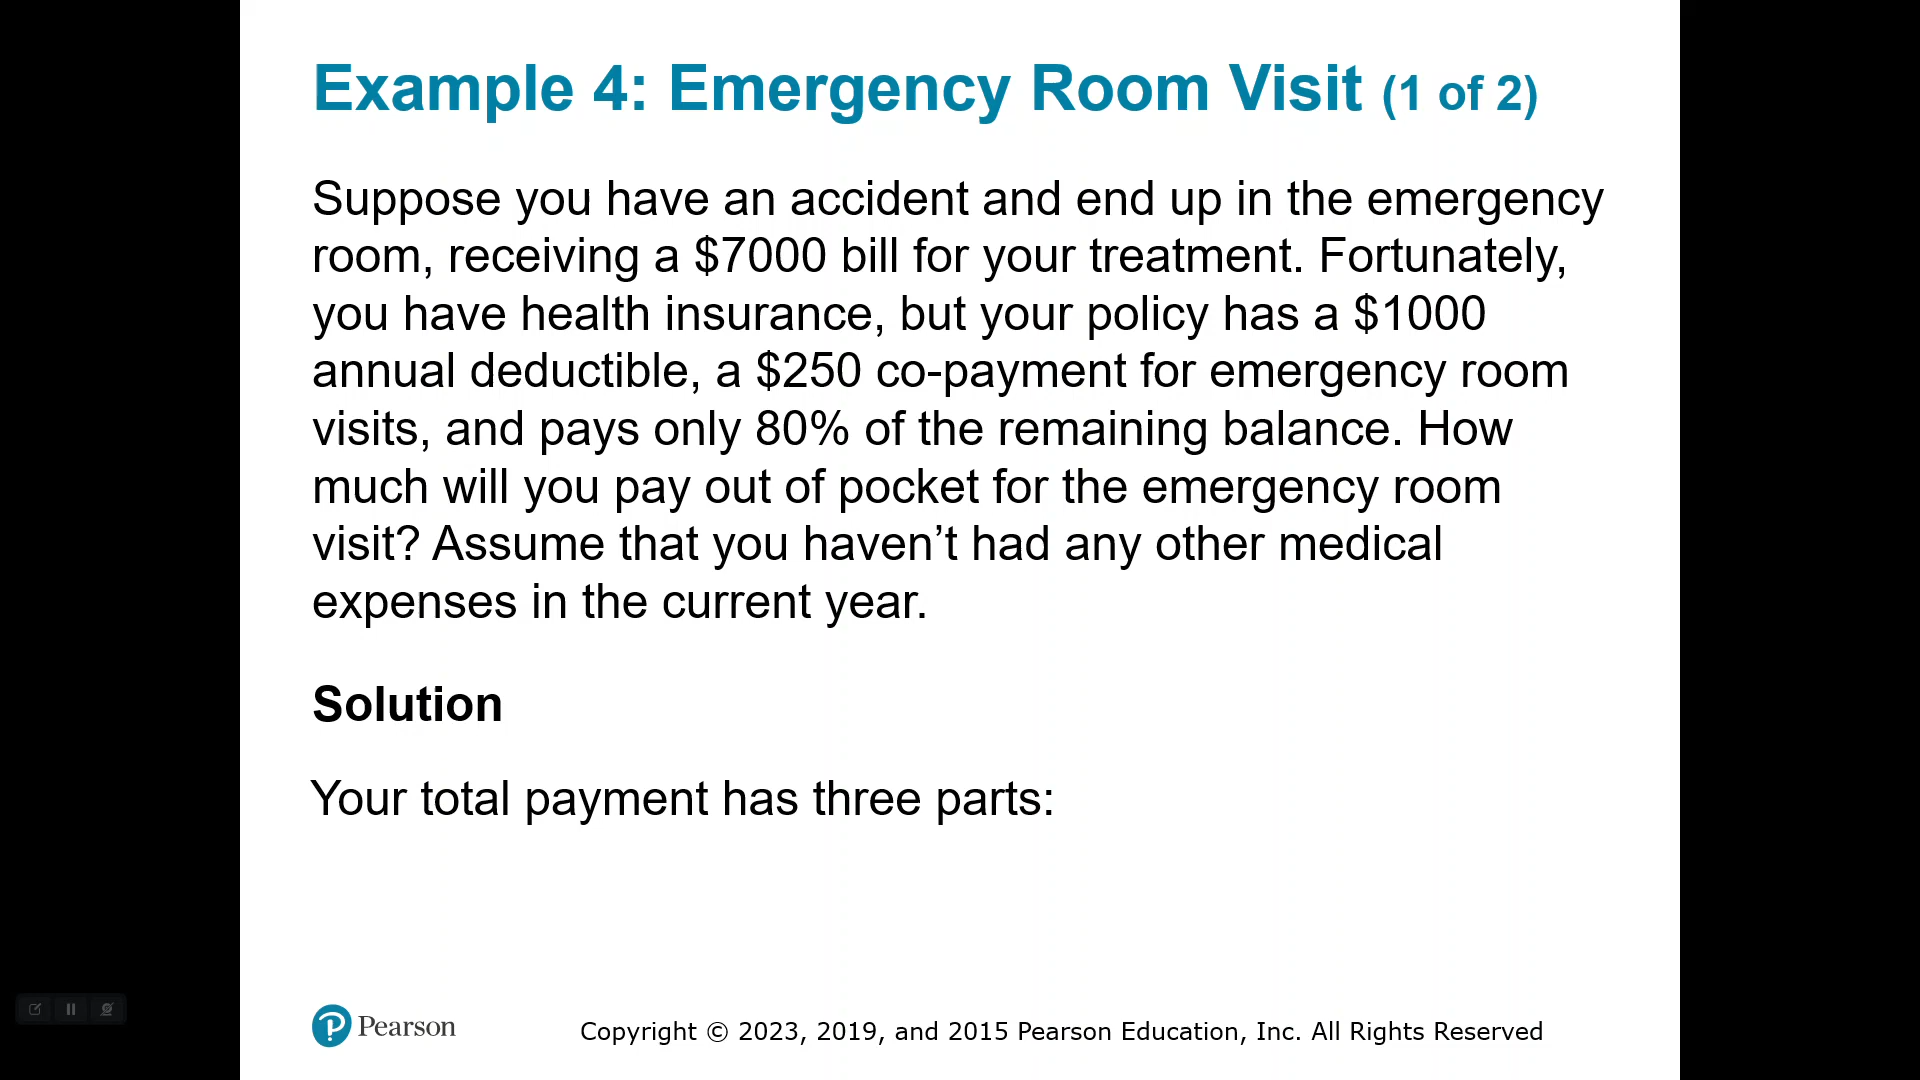 Example 4: Emergency Room Visit (1 of 2)
Suppose you have an accident and end up in the emergency
room, receiving a $7000 bill for your treatment. Fortunately,
you have health insurance, but your policy has a $1000
annual deductible, a $250 co-payment for emergency room
visits, and pays only 80% of the remaining balance. How
much will you pay out of pocket for the emergency room
visit? Assume that you haven’t had any other medical
expenses in the current year.
Solution
Your total payment has three parts:
Pearson
Copyright © 2023, 2019, and 2015 Pearson Education, Inc. All Rights Reserved